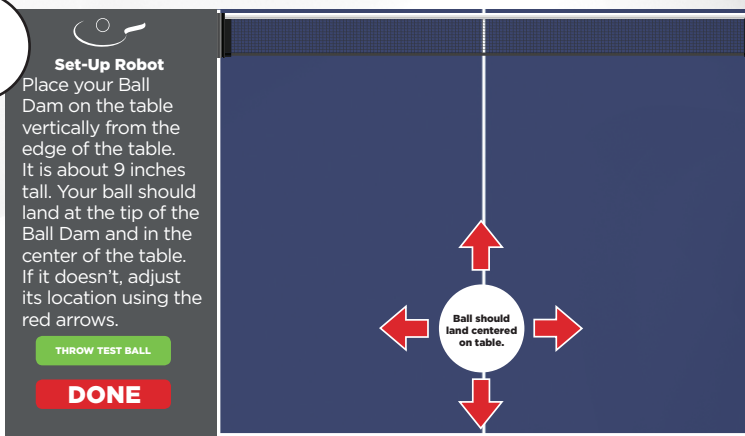 Set-Up Robot
Place your Ball
Dam on the table
vertically from the
edge of the table.
It is about 9 inches
tall. Your ball should
land at the tip of the
Ball Dam and in the
center of the table.
If it doesn't, adjust
its location using the
red arrows.
THROW TEST BALL
DONE
Ball should
land centered
on table.